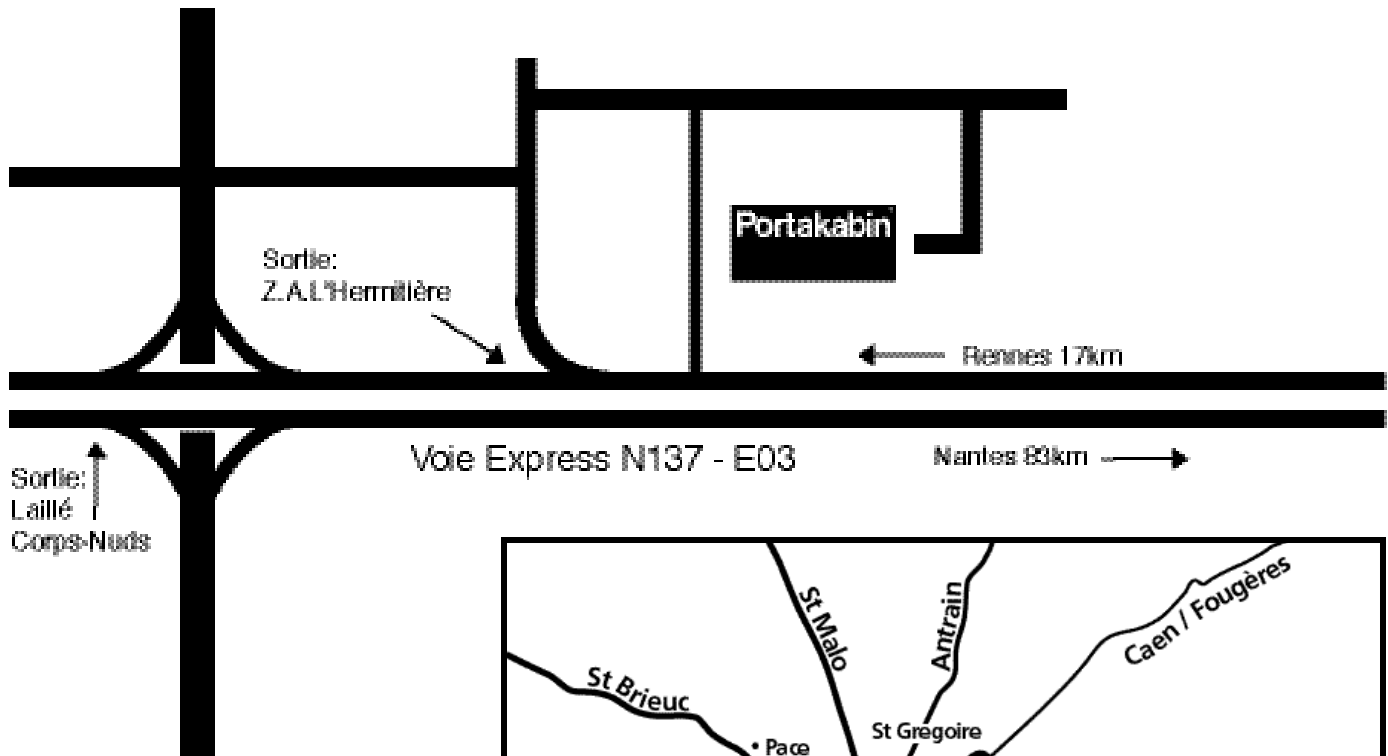 Portakabin
Sortie:
Z.A.L'Hermitière
Rennes 17km
Voie Express N137 - E03
Nantes 83km
Sortie:
Laillé
Corps-Nuds
St Malo
Antrain
Caen / Fougères
St Brieuc
St Gregoire
Pace